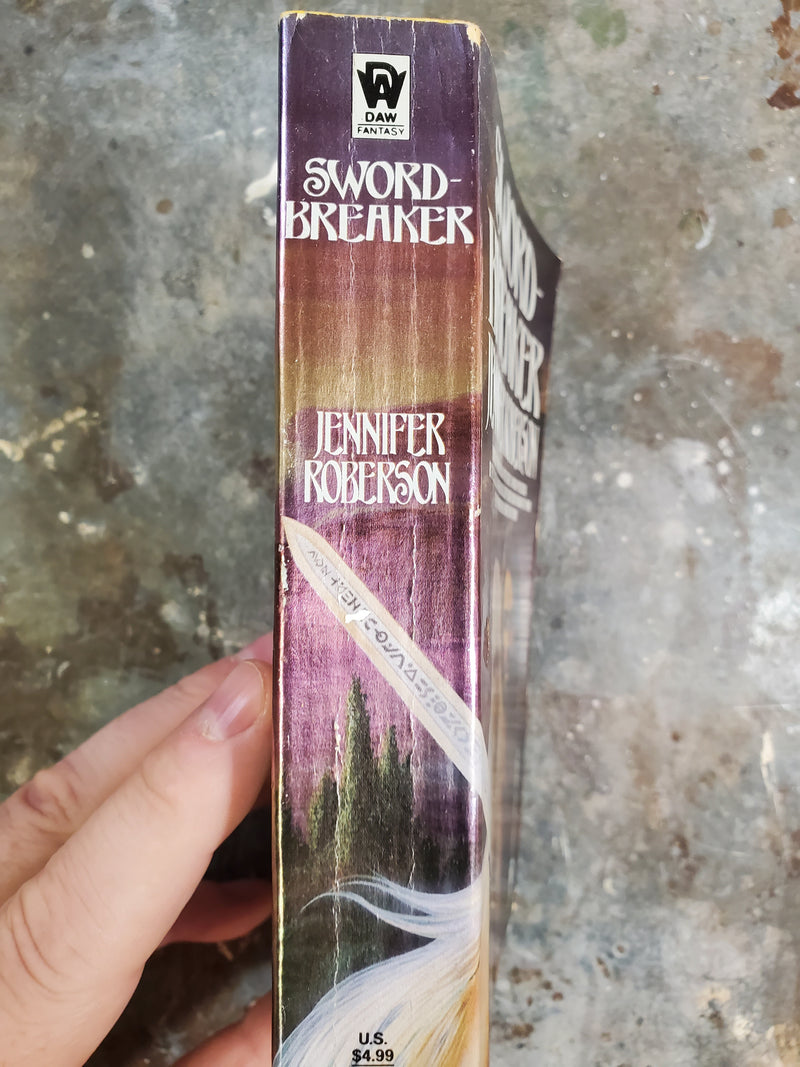 DAW
FANTASY
SWORD-
BREAKER
JENNIFER
ROBERSON
U.S.
$4.99